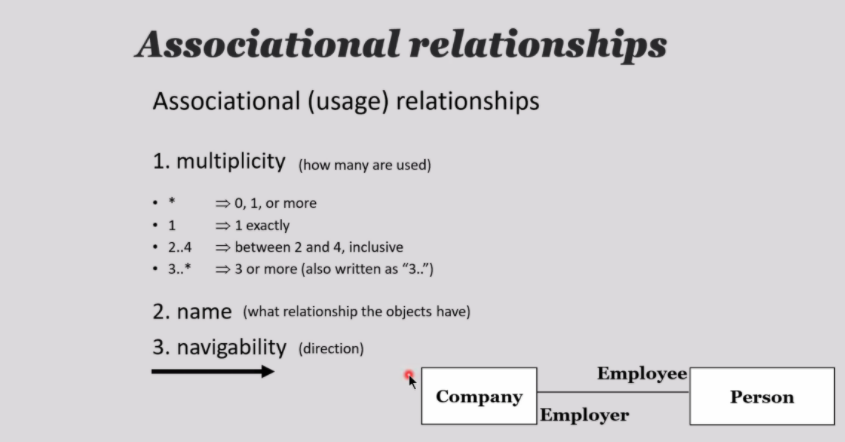 Associational relationships
Associational (usage) relationships
1. multiplicity (how many are used)
• * ⇒ 0, 1, or more
• 1 ⇒ 1 exactly
• 2..4 ⇒ between 2 and 4, inclusive
• 3..* ⇒ 3 or more (also written as “3..”)
2. name (what relationship the objects have)
3. navigability (direction)
Employee
Company
Person
Employer